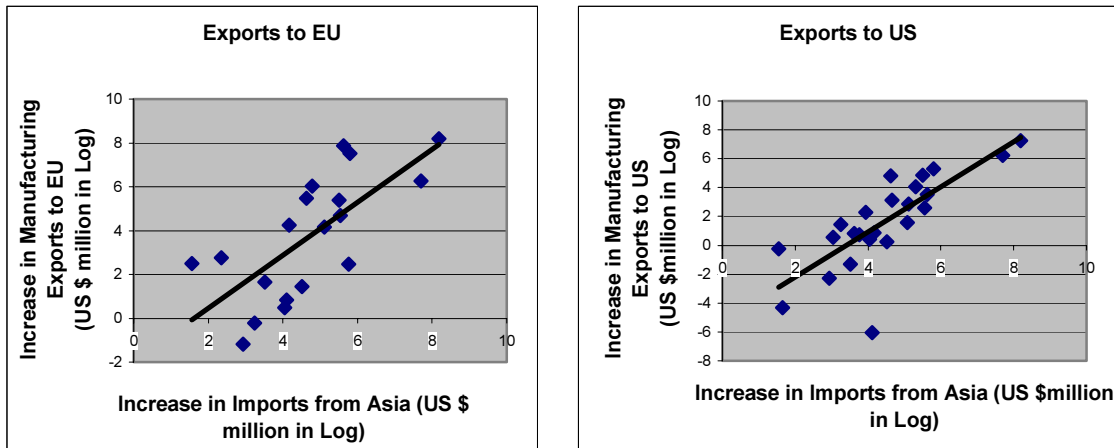 Exports to EU
Increase in Manufacturing
Exports to EU
(US $ million in Log)
10
8
6
4
2
0
-2
0
2
4
6
8
10
Increase in Imports from Asia (US $
million in Log)
Exports to US
Increase in Manufacturing
Exports to US
(US $million in Log)
10
8
6
4
2
0
-2
-4
-6
-8
0
2
4
6
8
10
Increase in Imports from Asia (US $million
in Log)